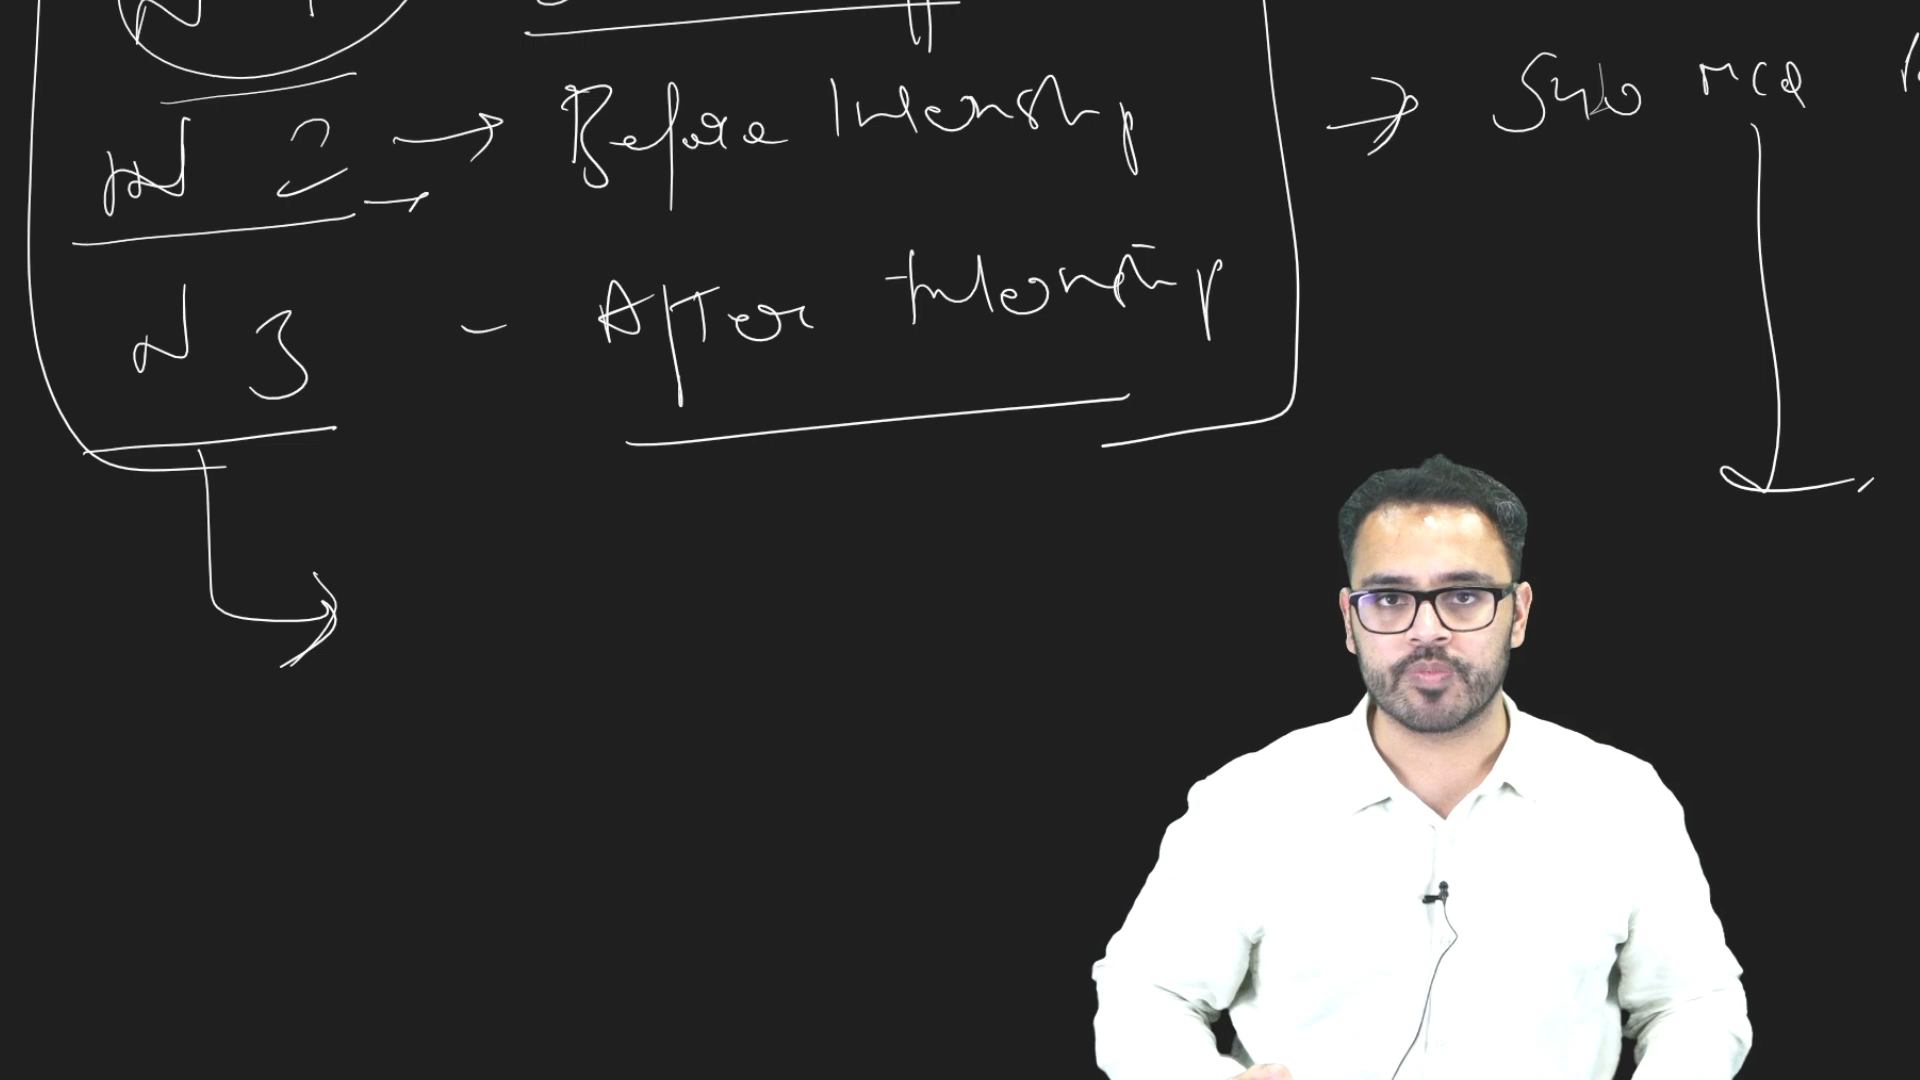 N 2 → Before Internship → Sub MCQ
N 3 - After Internship